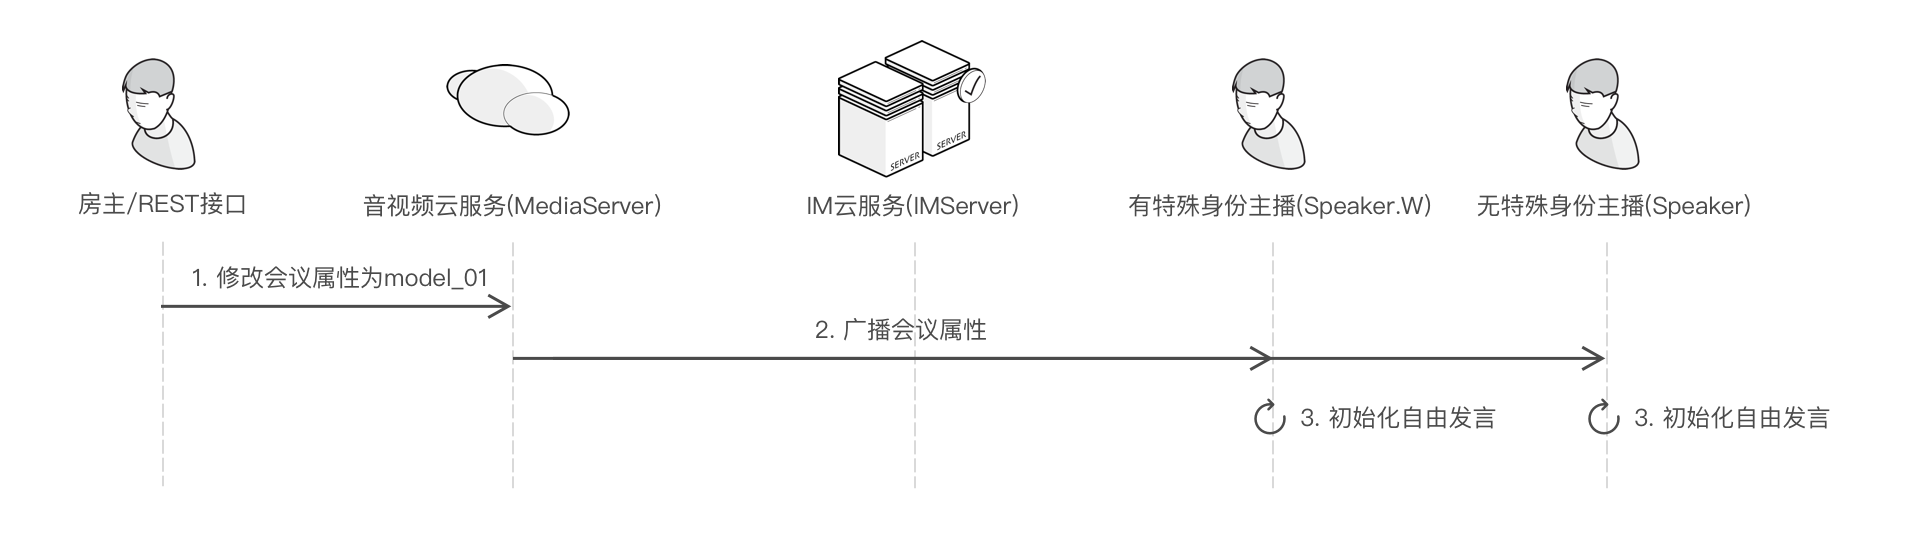 SERVER
SERVER
房主/REST接口
音视频云服务(MediaServer)
IM云服务(IMServer)
有特殊身份主播(Speaker.W)
无特殊身份主播(Speaker)
1. 修改会议属性为model_01
2. 广播会议属性
3. 初始化自由发言
3. 初始化自由发言